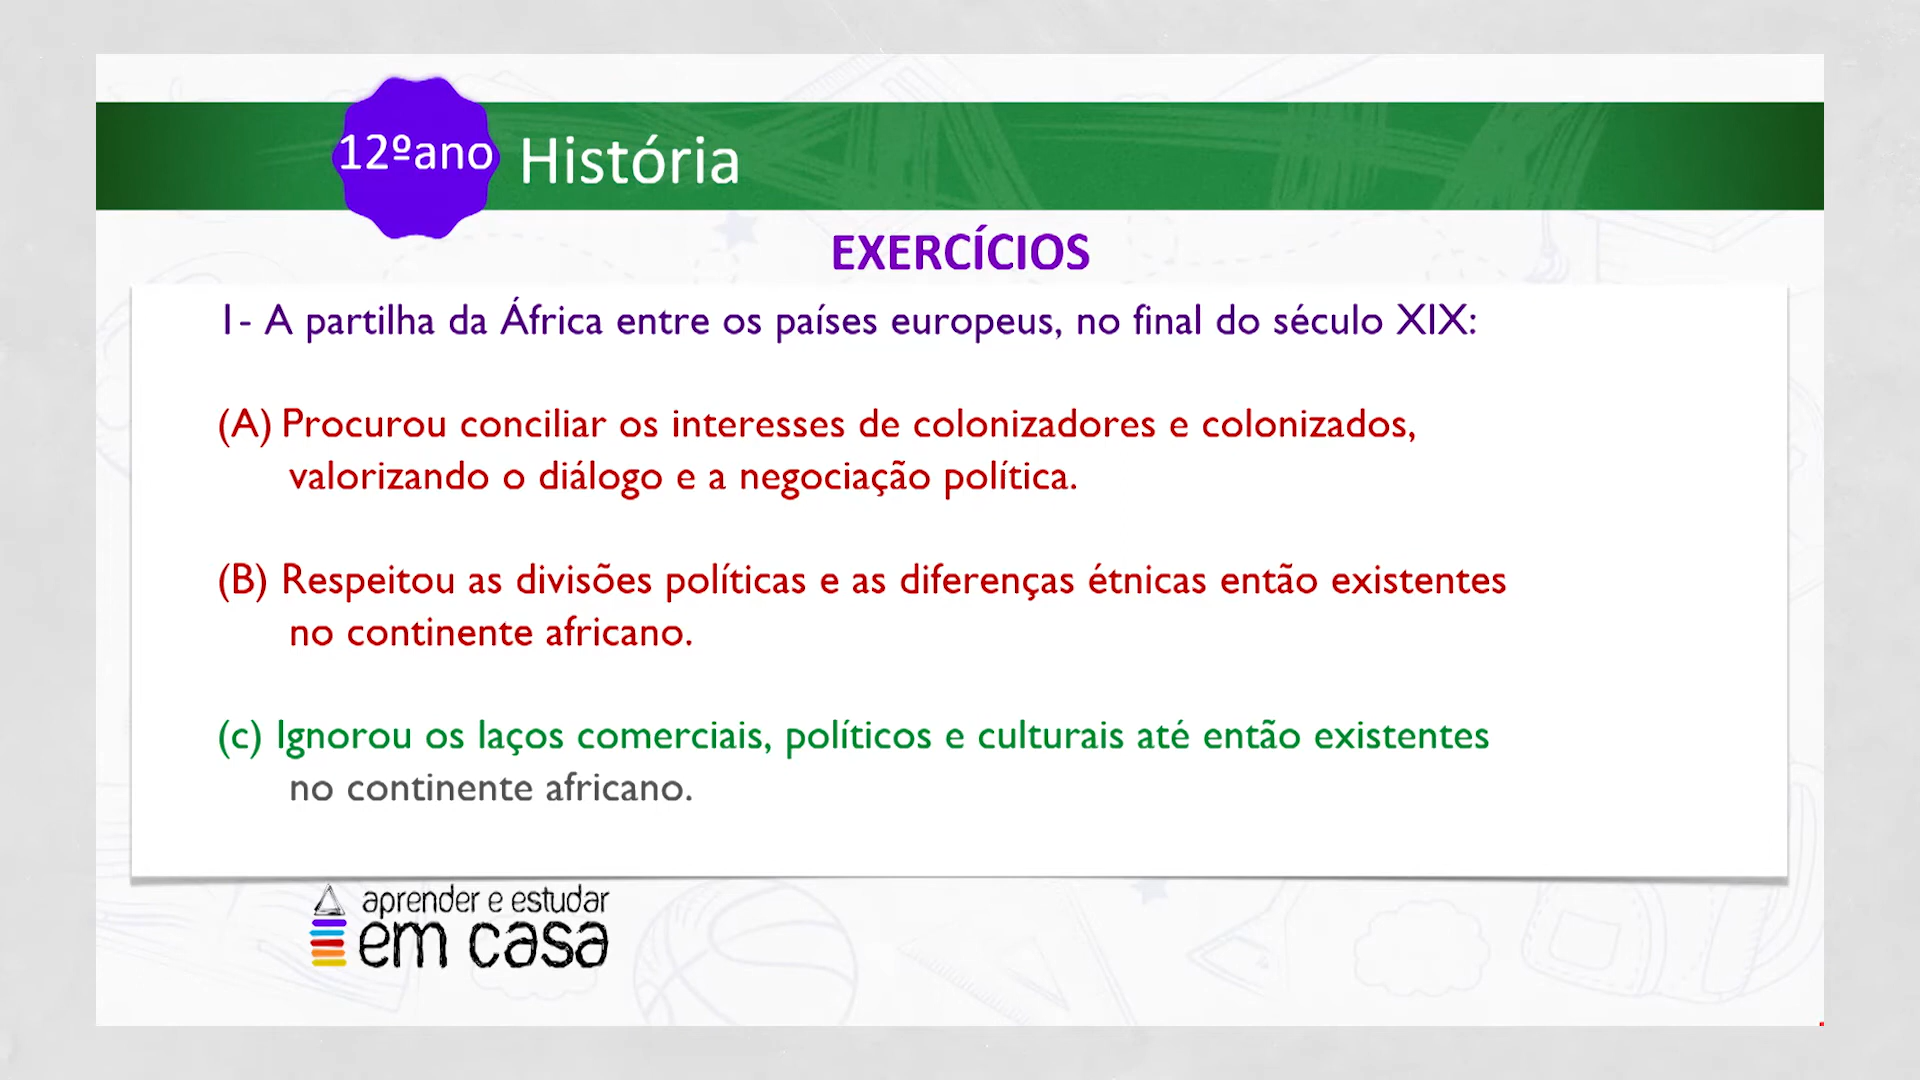 12ºano História
EXERCÍCIOS
1- A partilha da África entre os países europeus, no final do século XIX:
(A) Procurou conciliar os interesses de colonizadores e colonizados,
valorizando o diálogo e a negociação política.
(B) Respeitou as divisões políticas e as diferenças étnicas então existentes
no continente africano.
(c) Ignorou os laços comerciais, políticos e culturais até então existentes
no continente africano.
aprender e estudar
em casa